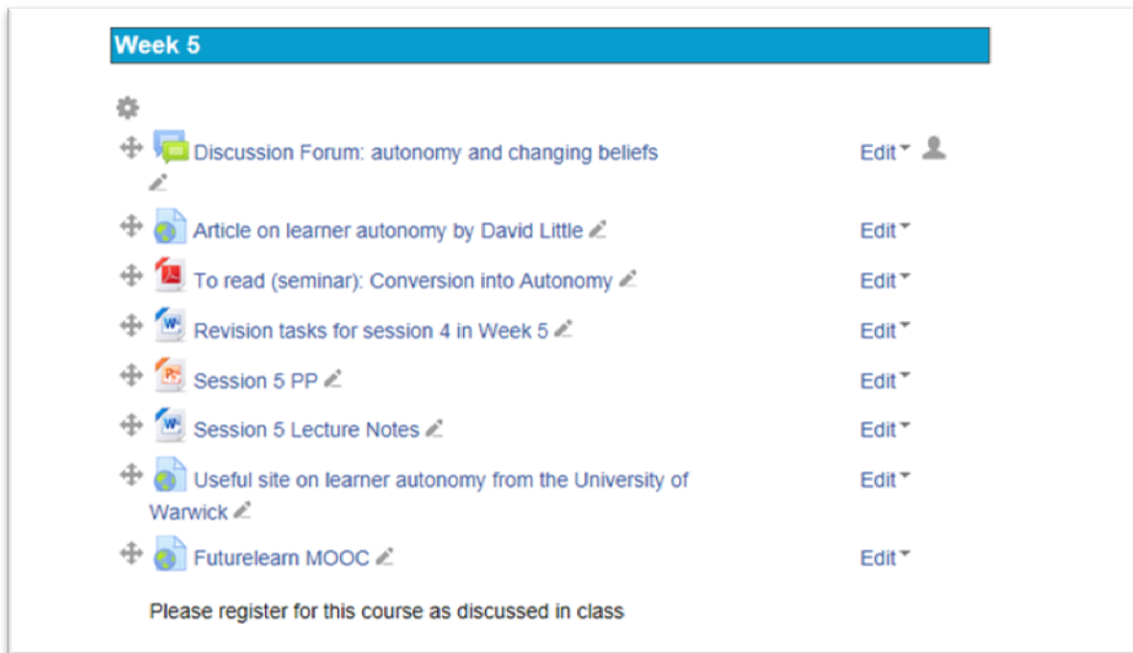 Week 5
Discussion Forum: autonomy and changing beliefs Edit
Article on learner autonomy by David Little Edit
To read (seminar): Conversion into Autonomy Edit
Revision tasks for session 4 in Week 5 Edit
Session 5 PP Edit
Session 5 Lecture Notes Edit
Useful site on learner autonomy from the University of Edit
Warwick
Futurelearn MOOC Edit
Please register for this course as discussed in class